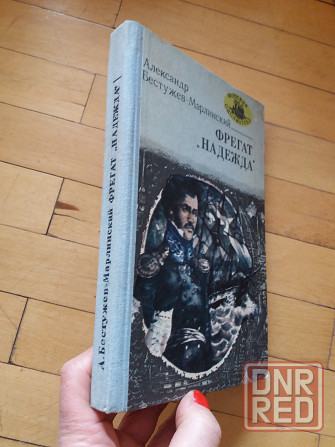 Александр
Бестужев-Марлинский
ФРЕГАТ
„НАДЕЖДА"
А. Бестужев-Марлинский ФРЕГАТ „НАДЕЖДА"
DNR
RED